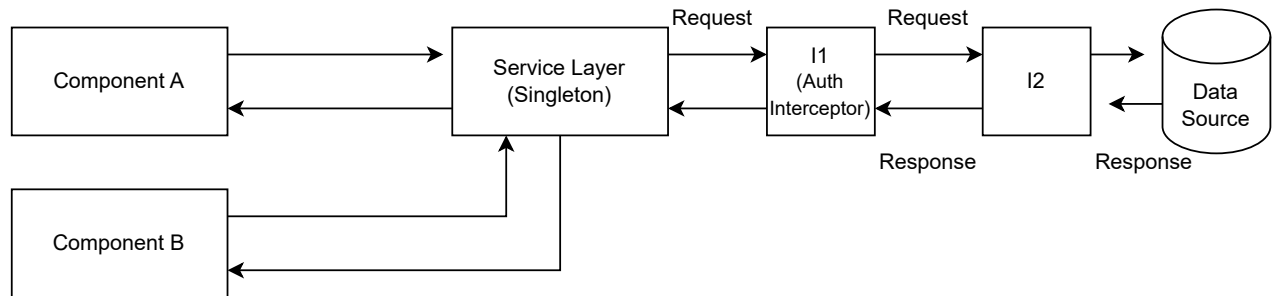 Request
Request
Component A
Service Layer
(Singleton)
I1
(Auth
Interceptor)
I2
Data
Source
Response
Response
Component B